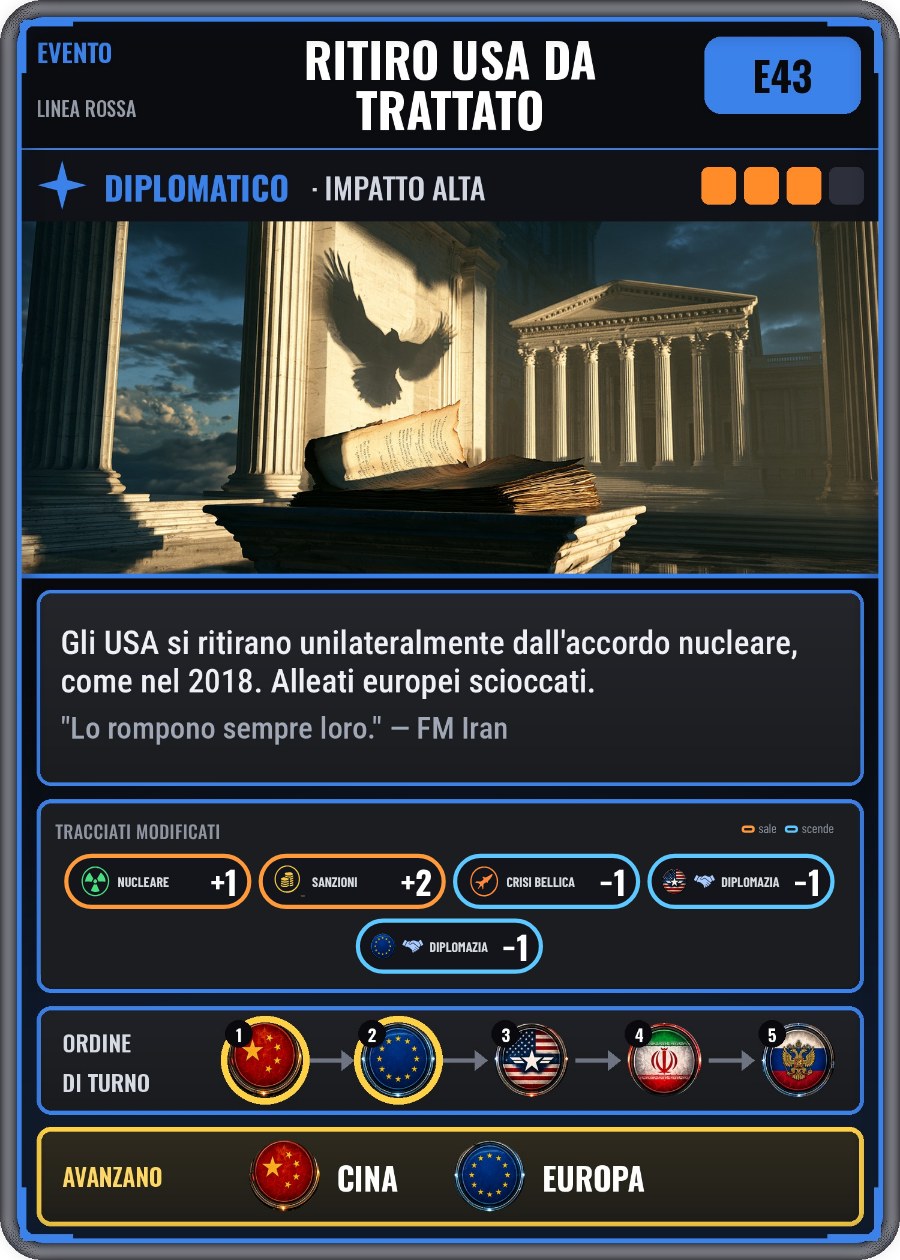 EVENTO
LINEA ROSSA
RITIRO USA DA
TRATTATO
E43
DIPLOMATICO · IMPATTO ALTA
Gli USA si ritirano unilateralmente dall'accordo nucleare,
come nel 2018. Alleati europei scioccati.
"Lo rompono sempre loro." — FM Iran
TRACCIATI MODIFICATI
sale scende
NUCLEARE +1
SANZIONI +2
CRISI BELLICA −1
DIPLOMAZIA −1
DIPLOMAZIA −1
ORDINE
DI TURNO
1 2 3 4 5
AVANZANO CINA EUROPA